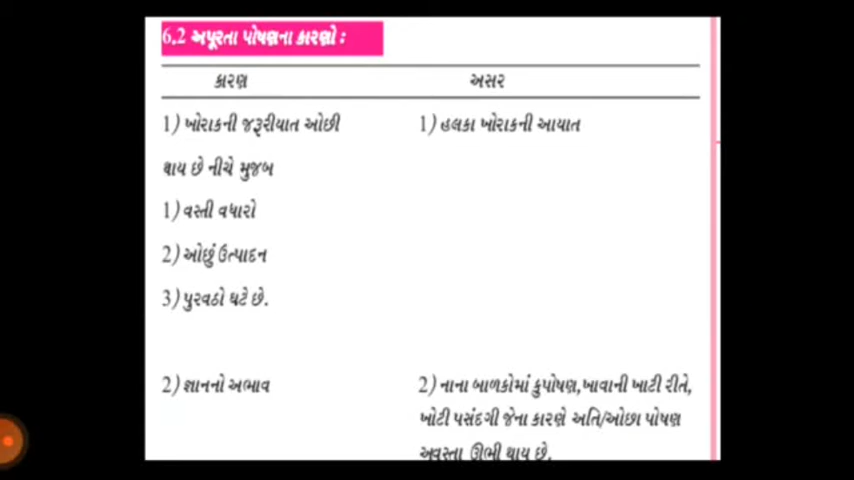 6.2 અપૂરતા પોષણના કારણો :
કારણ અસર
1) ખોરાકની જરૂરીયાત ઓછી 1) હલકા ખોરાકની આયાત
થાય છે નીચે મુજબ
1) વસ્તી વધારો
2) ઓછું ઉત્પાદન
3) પુરવઠો ઘટે છે.
2) જ્ઞાનનો અભાવ 2) નાના બાળકોમાં કુપોષણ,ખાવાની ખાટી રીતે,
ખોટી પસંદગી જેના કારણે અતિ/ઓછા પોષણ
અવસ્તા ઊભી થાય છે.